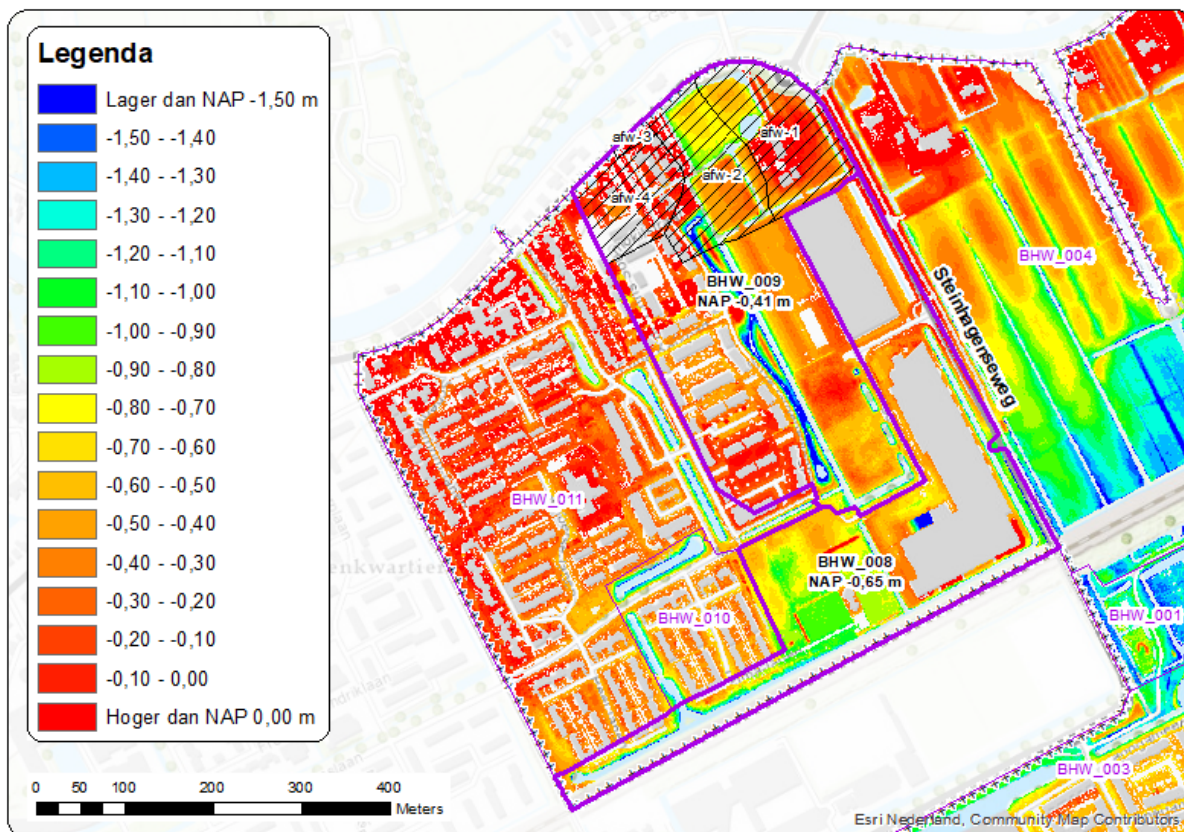 Legenda
Lager dan NAP -1,50 m
-1,50 - -1,40
-1,40 - -1,30
-1,30 - -1,20
-1,20 - -1,10
-1,10 - -1,00
-1,00 - -0,90
-0,90 - -0,80
-0,80 - -0,70
-0,70 - -0,60
-0,60 - -0,50
-0,50 - -0,40
-0,40 - -0,30
-0,30 - -0,20
-0,20 - -0,10
-0,10 - 0,00
Hoger dan NAP 0,00 m
afw-3
afw-1
afw-2
afw-4
BHW_009
NAP -0,41 m
BHW_004
Steinhagenseweg
BHW_011
BHW_008
NAP -0,65 m
BHW_010
BHW_001
BHW_003
0 50 100 200 300 400
Meters
Esri Nederland, Community Map Contributors